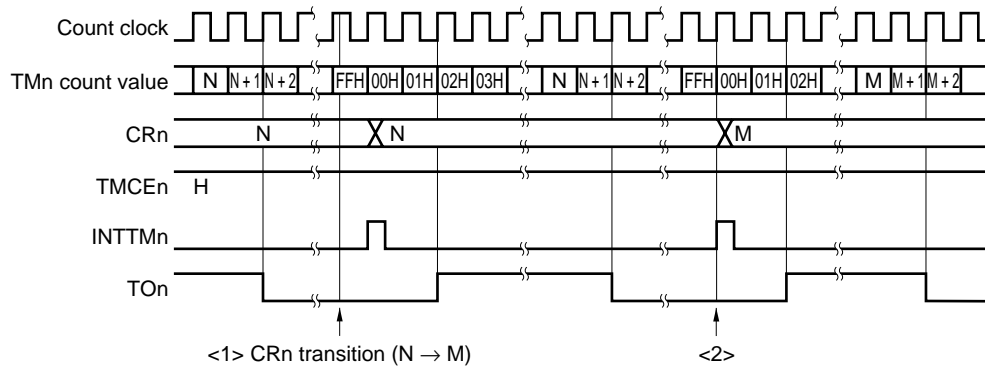 Count clock
TMn count value N N + 1 N + 2 FFH 00H 01H 02H 03H N N + 1 N + 2 FFH 00H 01H 02H M M + 1 M + 2
CRn N N M
TMCEn H
INTTMn
TOn
<1> CRn transition (N → M) <2>